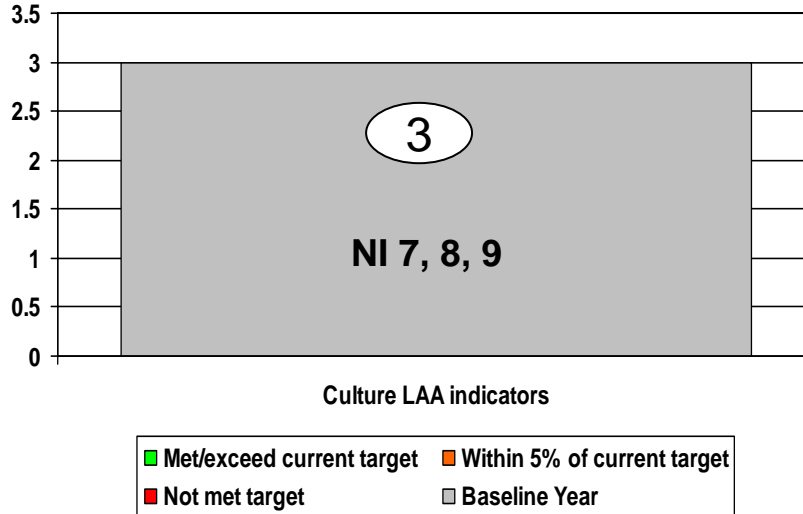 3.5
3
2.5
2
1.5
1
0.5
0
3
NI 7, 8, 9
Culture LAA indicators
Met/exceed current target
Within 5% of current target
Not met target
Baseline Year